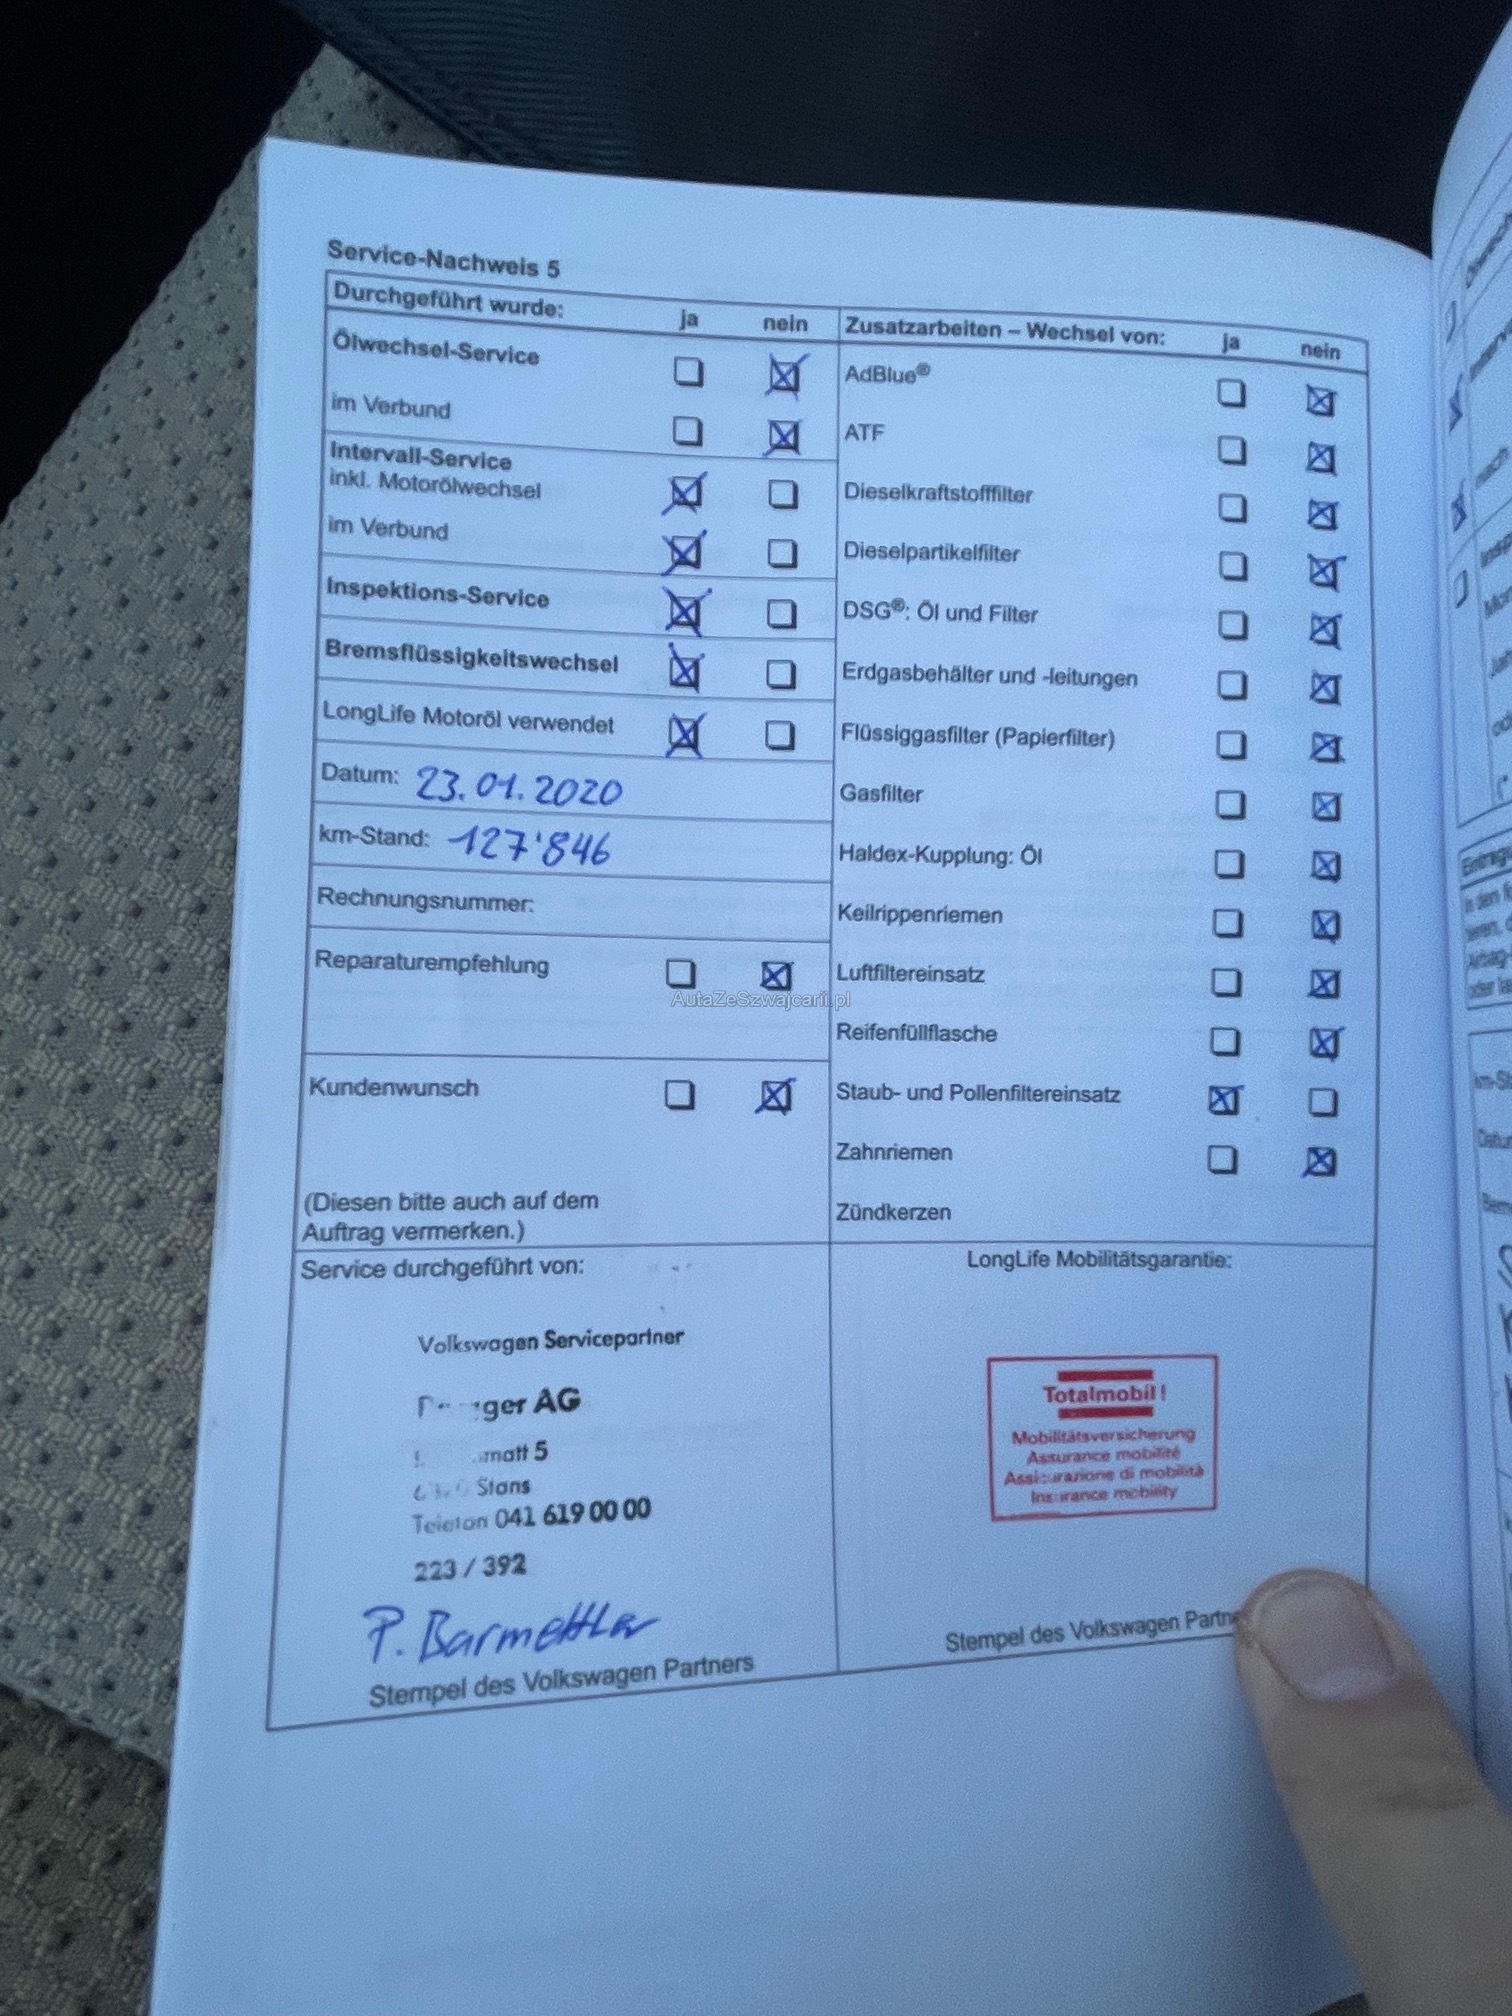 Service-Nachweis 5
Durchgeführt wurde: ja nein
Ölwechsel-Service
im Verbund
Intervall-Service
inkl. Motorölwechsel
im Verbund
Inspektions-Service
Bremsflüssigkeitswechsel
LongLife Motoröl verwendet
Datum: 23.01.2020
km-Stand: 127'846
Rechnungsnummer:
Reparaturempfehlung
Kundenwunsch
(Diesen bitte auch auf dem
Auftrag vermerken.)
Zusatzarbeiten – Wechsel von: ja nein
AdBlue®
ATF
Dieselkraftstofffilter
Dieselpartikelfilter
DSG®: Öl und Filter
Erdgasbehälter und -leitungen
Flüssiggasfilter (Papierfilter)
Gasfilter
Haldex-Kupplung: Öl
Keilrippenriemen
Luftfiltereinsatz
Reifenfüllflasche
Staub- und Pollenfiltereinsatz
Zahnriemen
Zündkerzen
AutaZeSzwajcarii.pl
Service durchgeführt von:
Volkswagen Servicepartner
AG
5
Stans
Telefon 041 619 00 00
223 / 392
P. Barmettler
Stempel des Volkswagen Partners
LongLife Mobilitätsgarantie:
Totalmobil!
Mobilitätsversicherung
Assurance mobilité
Assicurazione di mobilità
Insurance mobility
Stempel des Volkswagen